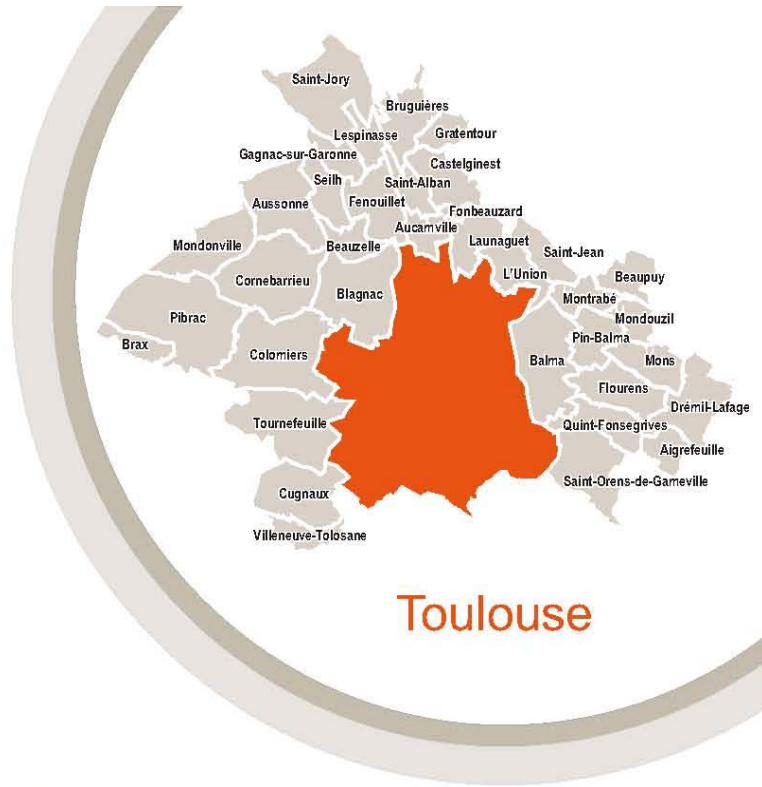 Saint-Jory
Bruguières
Lespinasse
Gratentour
Gagnac-sur-Garonne
Castelginest
Seilh
Saint-Alban
Aussonne
Fenouillet
Fonbeauzard
Aucamville
Launaguet
Mondonville
Beauzelle
Saint-Jean
L'Union
Beaupuy
Cornebarrieu
Blagnac
Montrabé
Pibrac
Mondouzil
Brax
Pin-Balma
Colomiers
Balma
Mons
Flourens
Drémil-Lafage
Tournefeuille
Quint-Fonsegrives
Aigrefeuille
Saint-Orens-de-Gameville
Cugnaux
Villeneuve-Tolosane
Toulouse